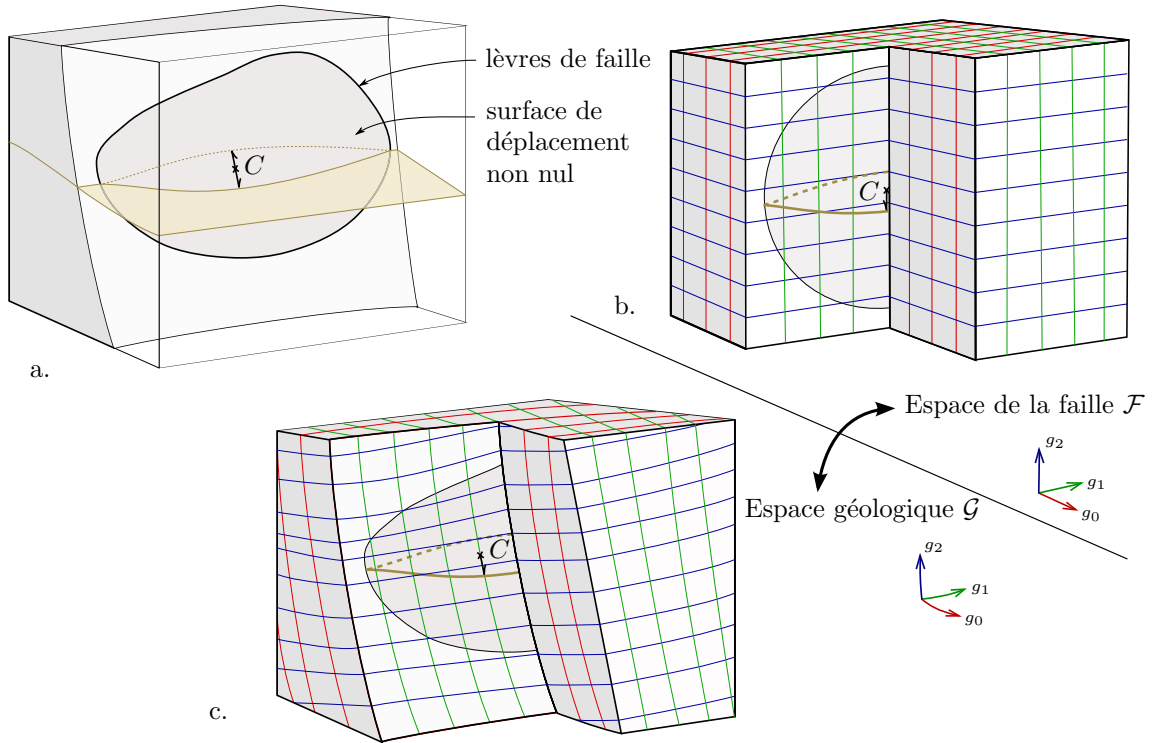 lèvres de faille
surface de
déplacement
non nul
C
a.
C
b.
Espace de la faille ℱ
g₂
g₁
g₀
Espace géologique 𝒢
g₂
g₁
g₀
C
c.